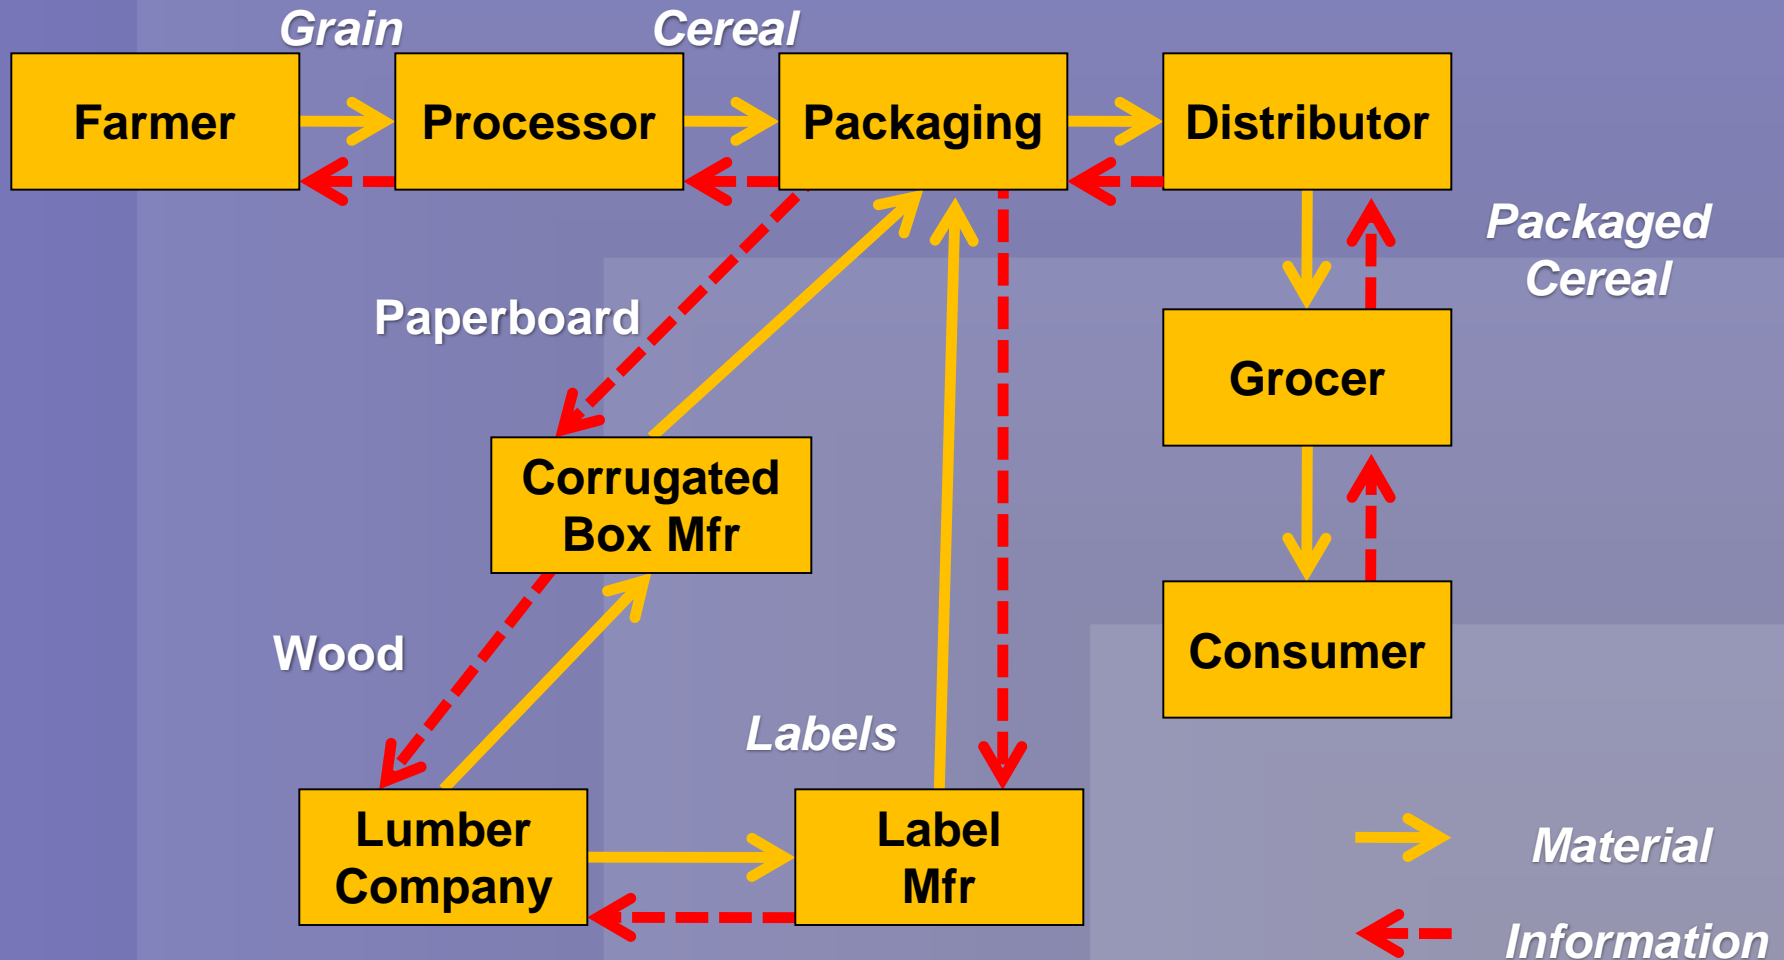 Grain
Cereal
Farmer
Processor
Packaging
Distributor
Packaged
Cereal
Paperboard
Grocer
Corrugated
Box Mfr
Wood
Consumer
Labels
Lumber
Company
Label
Mfr
Material
Information